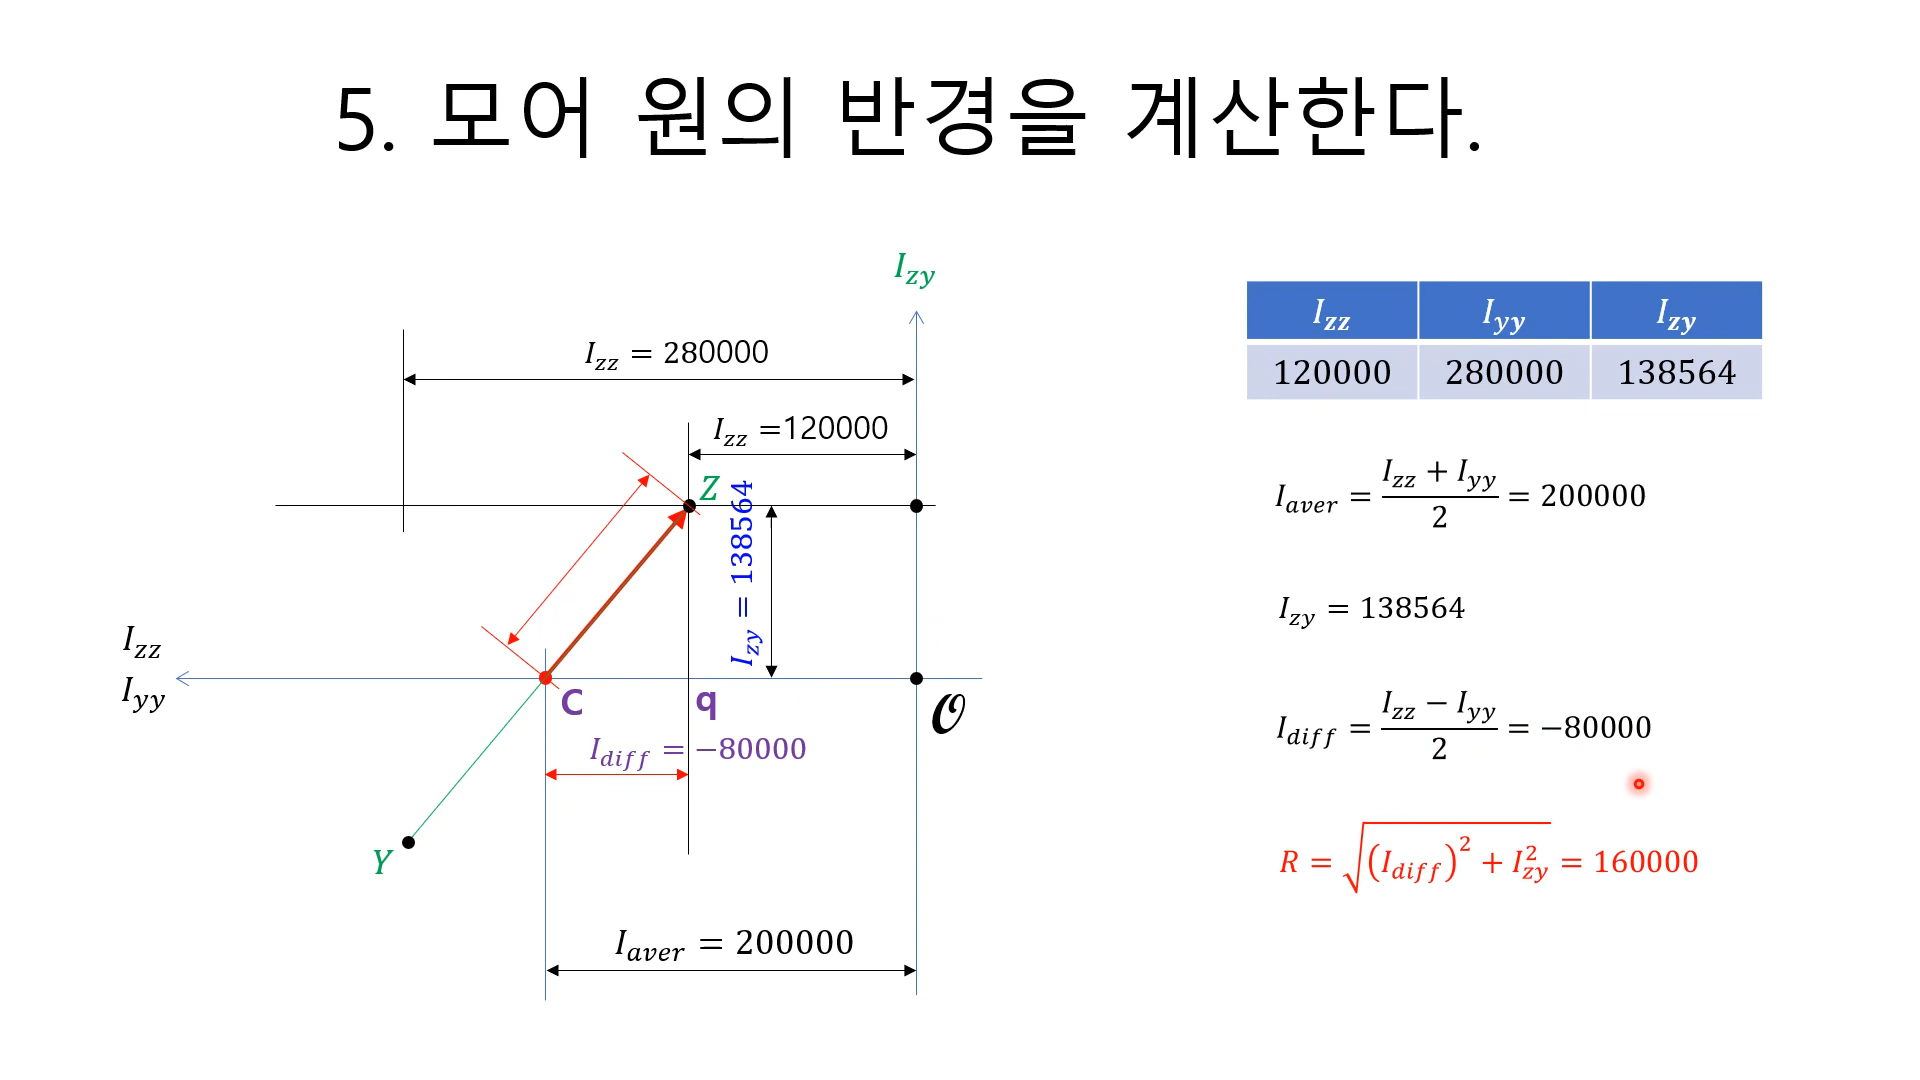 5. 모어 원의 반경을 계산한다.
I_zy
I_zz = 280000
I_zz =120000
Z
I_zy = 138564
I_zz
I_yy
C
q
𝒪
I_diff = −80000
Y
I_aver = 200000
I_zz I_yy I_zy
120000 280000 138564
I_aver = (I_zz + I_yy)/2 = 200000
I_zy = 138564
I_diff = (I_zz − I_yy)/2 = −80000
R = √((I_diff)² + I_zy²) = 160000